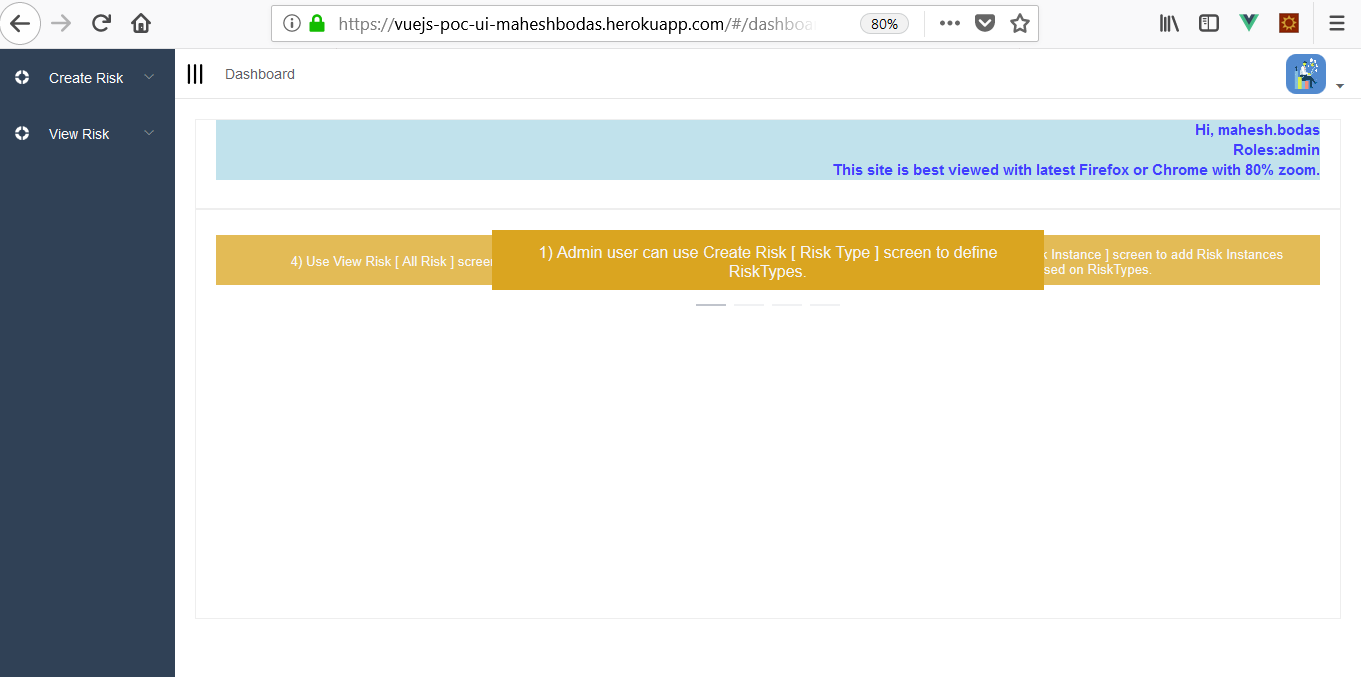 https://vuejs-poc-ui-maheshbodas.herokuapp.com/#/dashboa
80%
Create Risk
View Risk
Dashboard
Hi, mahesh.bodas
Roles:admin
This site is best viewed with latest Firefox or Chrome with 80% zoom.
4) Use View Risk [ All Risk ] screen
1) Admin user can use Create Risk [ Risk Type ] screen to define
RiskTypes.
k Instance ] screen to add Risk Instances
sed on RiskTypes.